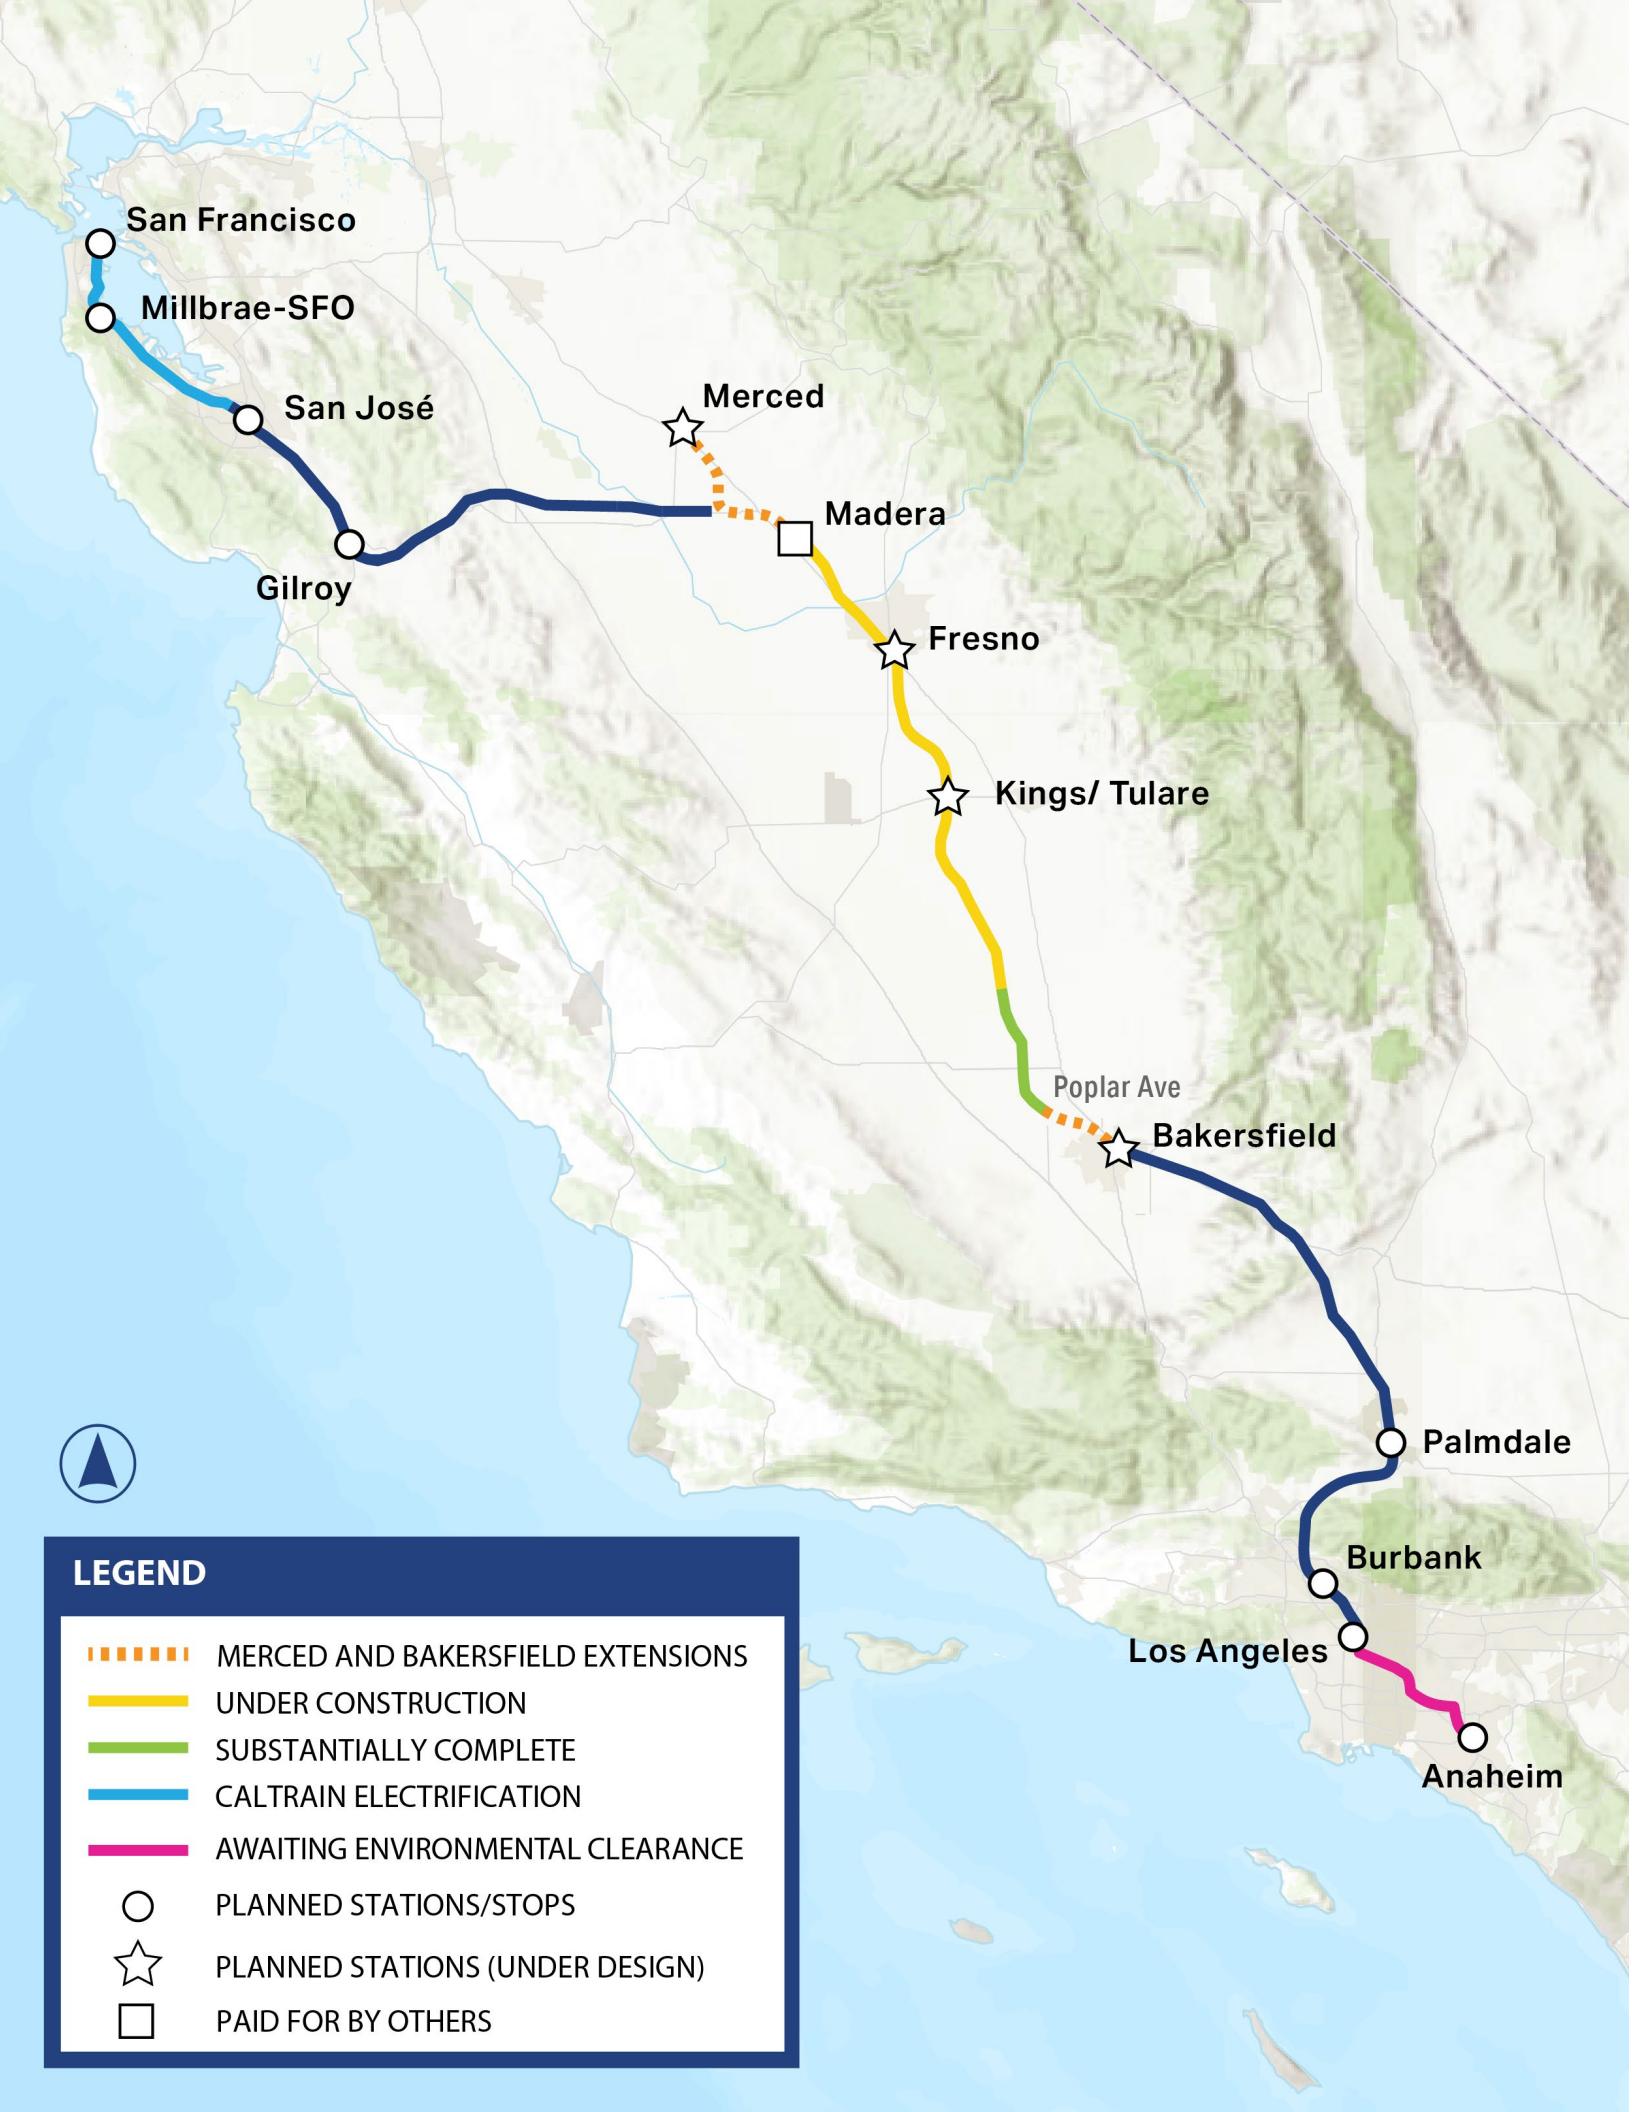 San Francisco
Millbrae-SFO
San José
Merced
Madera
Gilroy
Fresno
Kings/ Tulare
Poplar Ave
Bakersfield
Palmdale
Burbank
Los Angeles
Anaheim
LEGEND
MERCED AND BAKERSFIELD EXTENSIONS
UNDER CONSTRUCTION
SUBSTANTIALLY COMPLETE
CALTRAIN ELECTRIFICATION
AWAITING ENVIRONMENTAL CLEARANCE
PLANNED STATIONS/STOPS
PLANNED STATIONS (UNDER DESIGN)
PAID FOR BY OTHERS